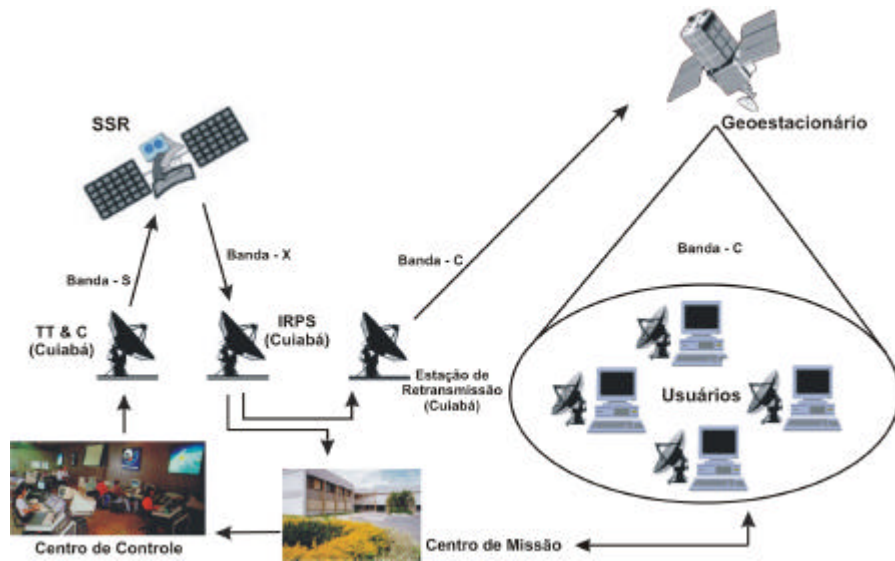 SSR
Geoestacionário
Banda - S
Banda - X
Banda - C
Banda - C
TT & C
(Cuiabá)
IRPS
(Cuiabá)
Estação de
Retransmissão
(Cuiabá)
Usuários
Centro de Controle
Centro de Missão